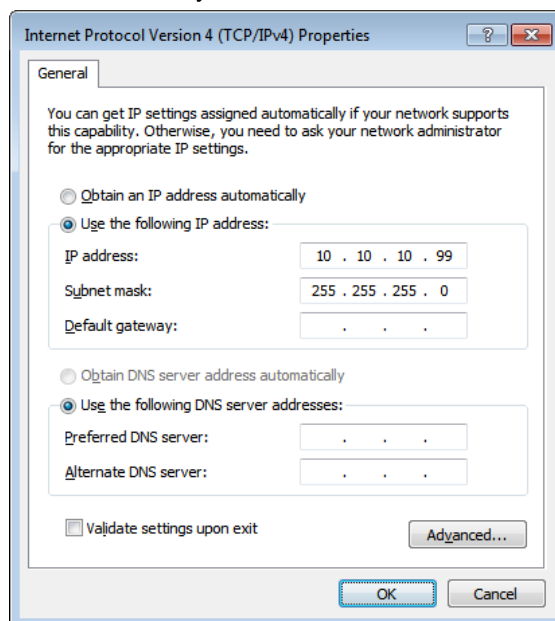 Internet Protocol Version 4 (TCP/IPv4) Properties
General
You can get IP settings assigned automatically if your network supports
this capability. Otherwise, you need to ask your network administrator
for the appropriate IP settings.
Obtain an IP address automatically
Use the following IP address:
IP address: 10 . 10 . 10 . 99
Subnet mask: 255 . 255 . 255 . 0
Default gateway: . . .
Obtain DNS server address automatically
Use the following DNS server addresses:
Preferred DNS server: . . .
Alternate DNS server: . . .
Validate settings upon exit
Advanced...
OK Cancel